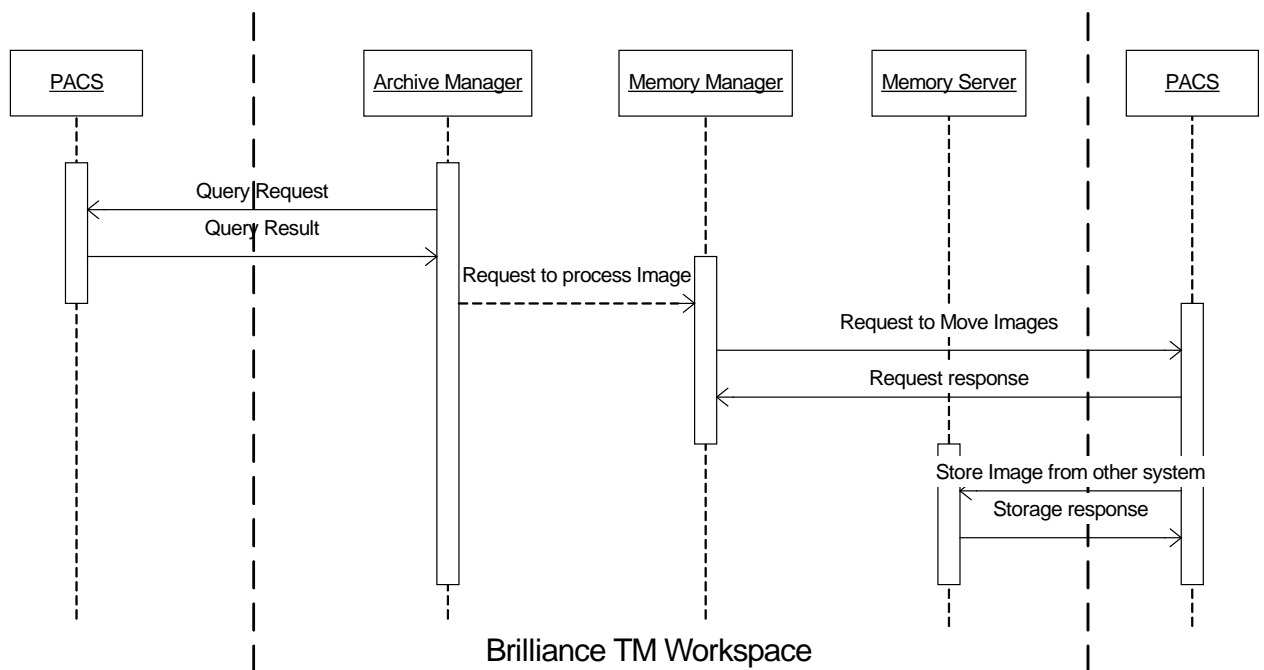 PACS
Archive Manager
Memory Manager
Memory Server
PACS
Query Request
Query Result
Request to process Image
Request to Move Images
Request response
Store Image from other system
Storage response
Brilliance TM Workspace